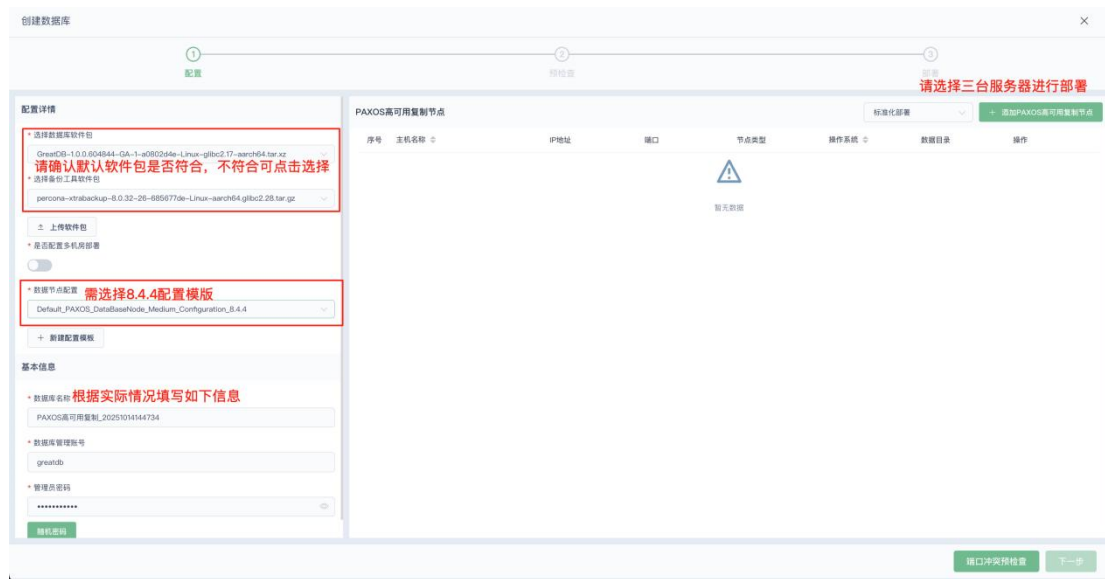 创建数据库
1
2
3
配置
预检查
部署
请选择三台服务器进行部署
配置详情
PAXOS高可用复制节点
标准化部署
+ 添加PAXOS高可用复制节点
* 选择数据库软件包
GreatDB-1.0.0.604844-GA-1-a0802d4e-Linux-glibc2.17-aarch64.tar.xz
请确认默认软件包是否符合，不符合可点击选择
* 选择备份工具软件包
percona-xtrabackup-8.0.32-26-685677de-Linux-aarch64.glibc2.28.tar.gz
上传软件包
* 是否配置多机房部署
* 数据节点配置
需选择8.4.4配置模版
Default_PAXOS_DataBaseNode_Medium_Configuration_8.4.4
+ 新建配置模板
序号 主机名称 IP地址 端口 节点类型 操作系统 数据目录 操作
暂无数据
基本信息
* 数据库名称
根据实际情况填写如下信息
PAXOS高可用复制_20251014144734
* 数据库管理账号
greatdb
* 管理员密码
•••••••••••
随机密码
端口冲突预检查
下一步